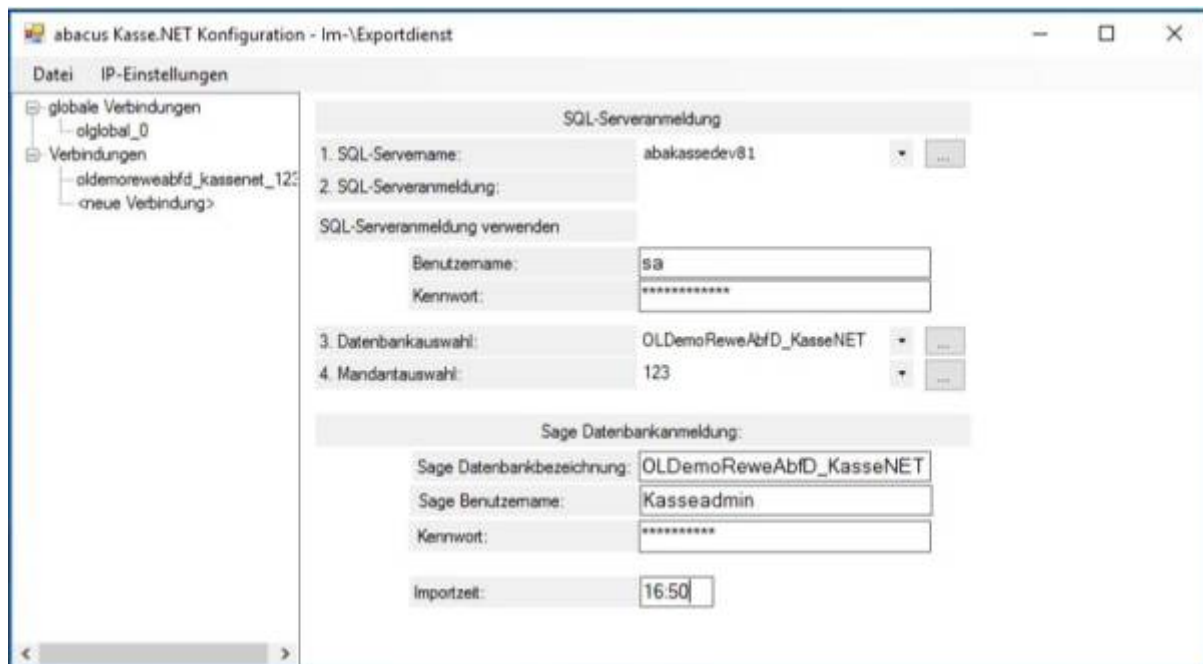 abacus Kasse.NET Konfiguration - Im-\Exportdienst
Datei IP-Einstellungen
globale Verbindungen
olglobal_0
Verbindungen
oldemoreweabfd_kassenet_123
<neue Verbindung>
SQL-Serveranmeldung
1. SQL-Servername: abakassedev81 ...
2. SQL-Serveranmeldung:
SQL-Serveranmeldung verwenden
Benutzername: sa
Kennwort: ************
3. Datenbankauswahl: OLDemoReweAbfD_KasseNET ...
4. Mandantauswahl: 123 ...
Sage Datenbankanmeldung:
Sage Datenbankbezeichnung: OLDemoReweAbfD_KasseNET
Sage Benutzername: Kasseadmin
Kennwort: **********
Importzeit: 16:50